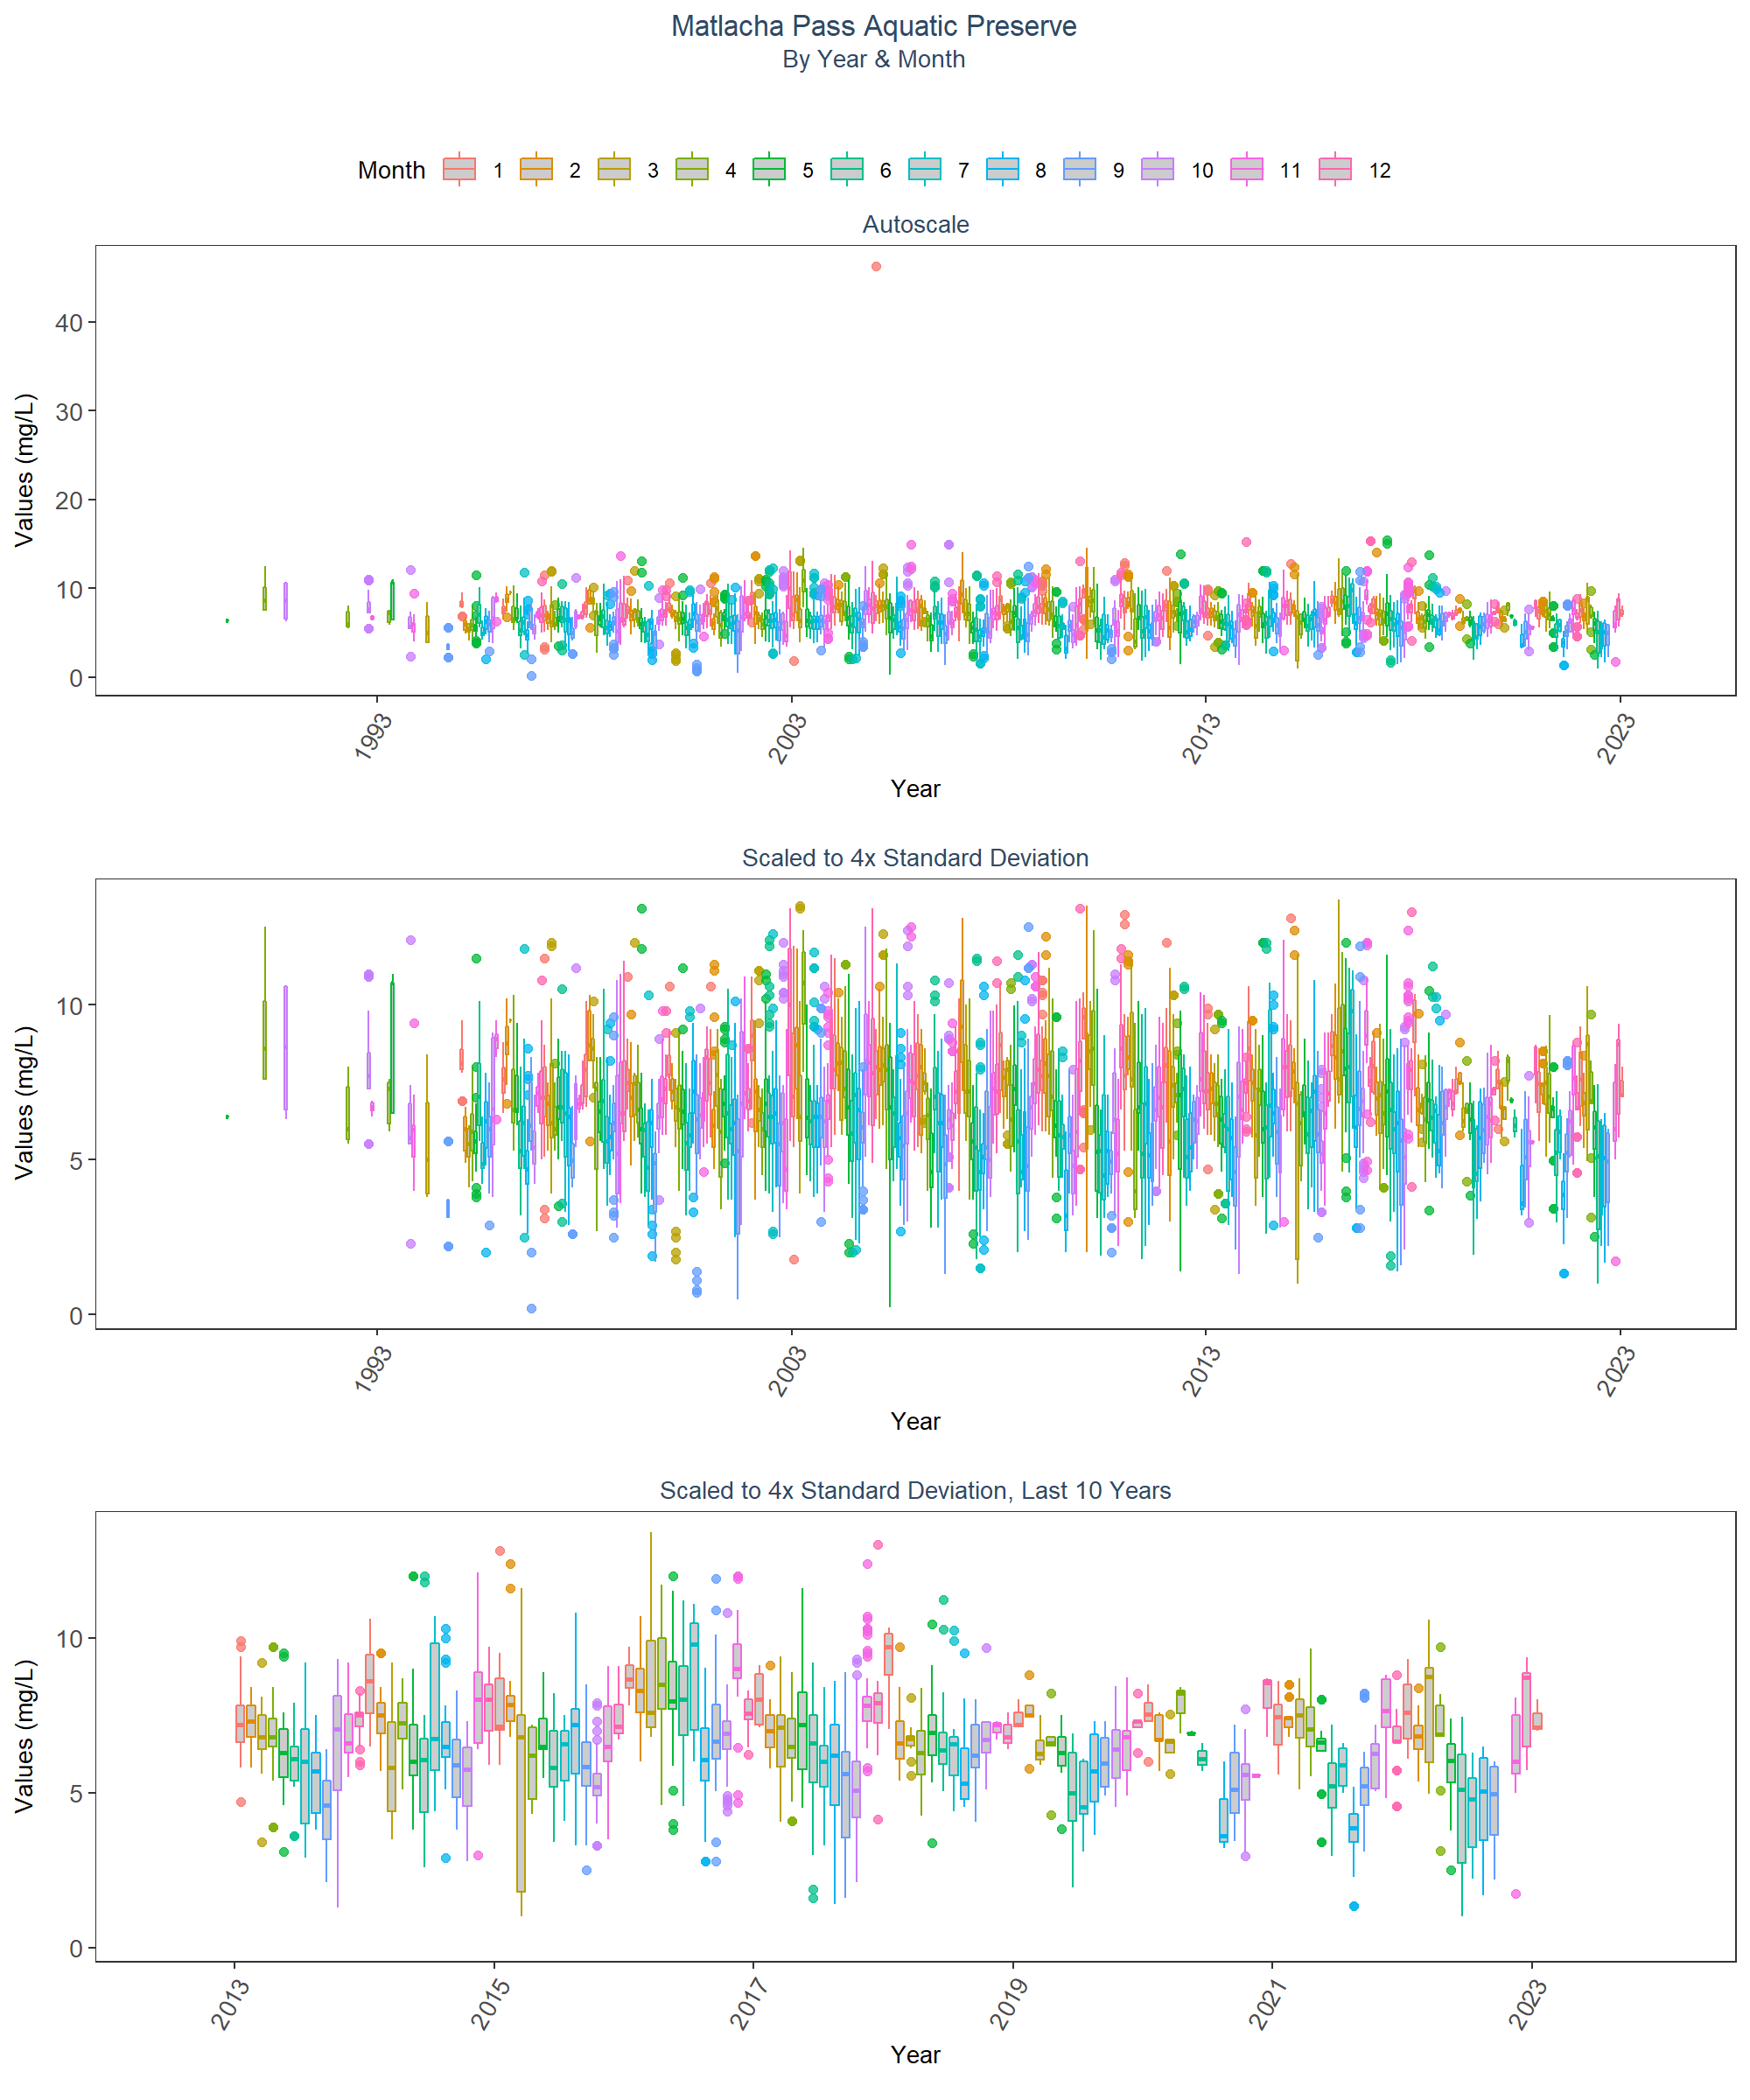 Matlacha Pass Aquatic Preserve
By Year & Month
Month 1 2 3 4 5 6 7 8 9 10 11 12
Autoscale
Values (mg/L)
40
30
20
10
0
1993 2003 2013 2023
Year
Scaled to 4x Standard Deviation
Values (mg/L)
10
5
0
1993 2003 2013 2023
Year
Scaled to 4x Standard Deviation, Last 10 Years
Values (mg/L)
10
5
0
2013 2015 2017 2019 2021 2023
Year